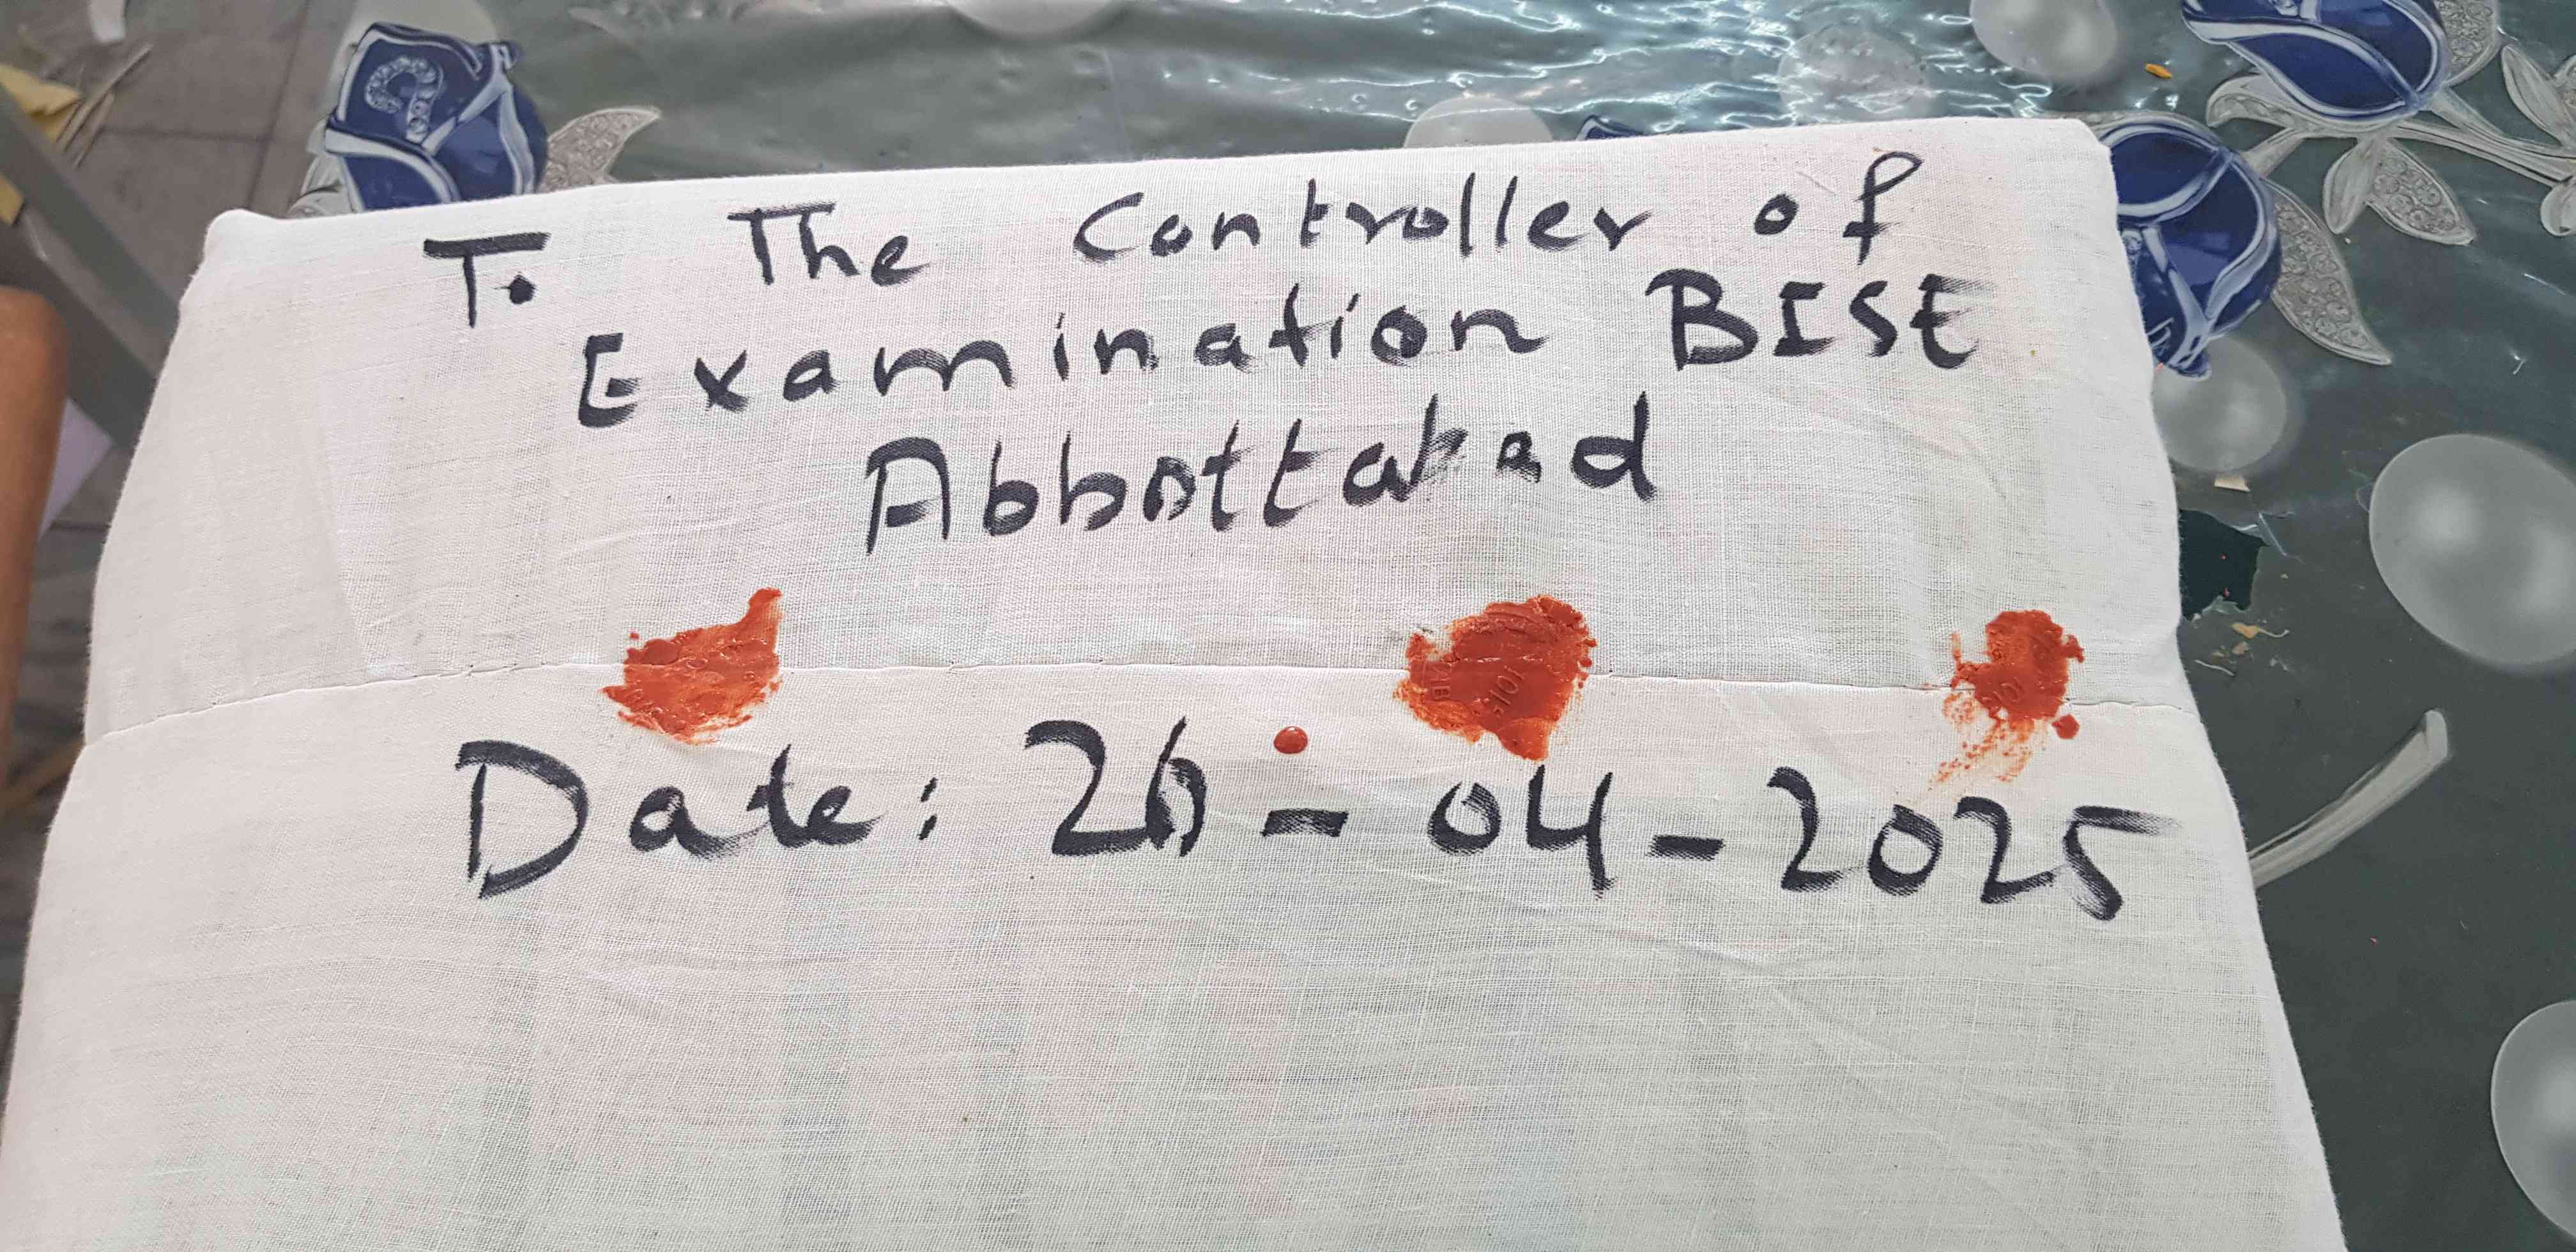 To The Controller of
Examination BISE
Abbottabad
Date: 26-04-2025